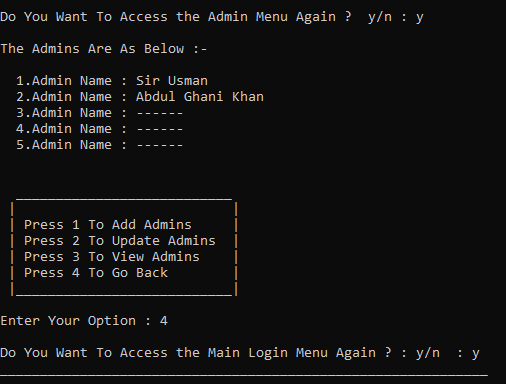 Do You Want To Access the Admin Menu Again ?  y/n : y
The Admins Are As Below :-
1.Admin Name : Sir Usman
2.Admin Name : Abdul Ghani Khan
3.Admin Name : ------
4.Admin Name : ------
5.Admin Name : ------
Press 1 To Add Admins
Press 2 To Update Admins
Press 3 To View Admins
Press 4 To Go Back
Enter Your Option : 4
Do You Want To Access the Main Login Menu Again ? : y/n  : y